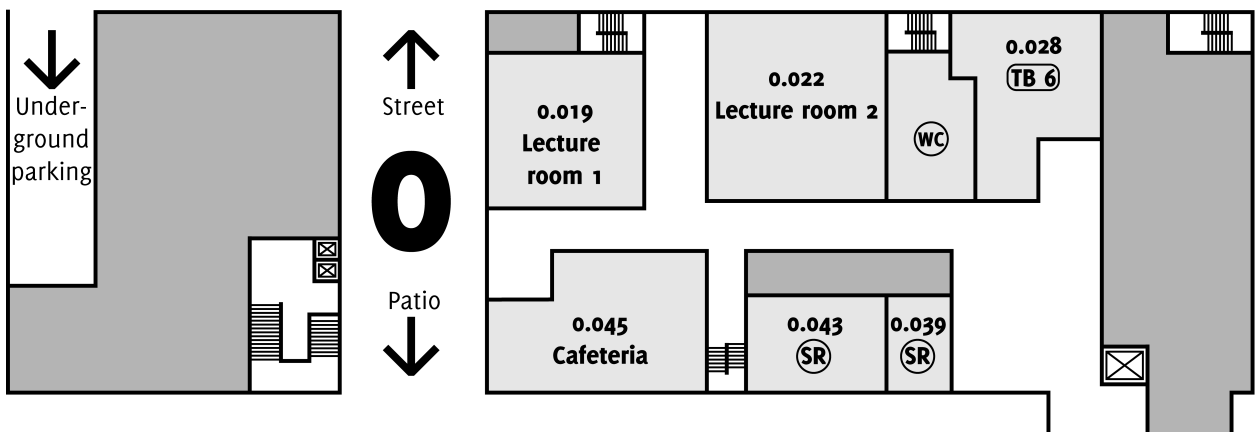 Under-
ground
parking
Street
0
Patio
0.019
Lecture
room 1
0.022
Lecture room 2
WC
0.028
TB 6
0.045
Cafeteria
0.043
SR
0.039
SR